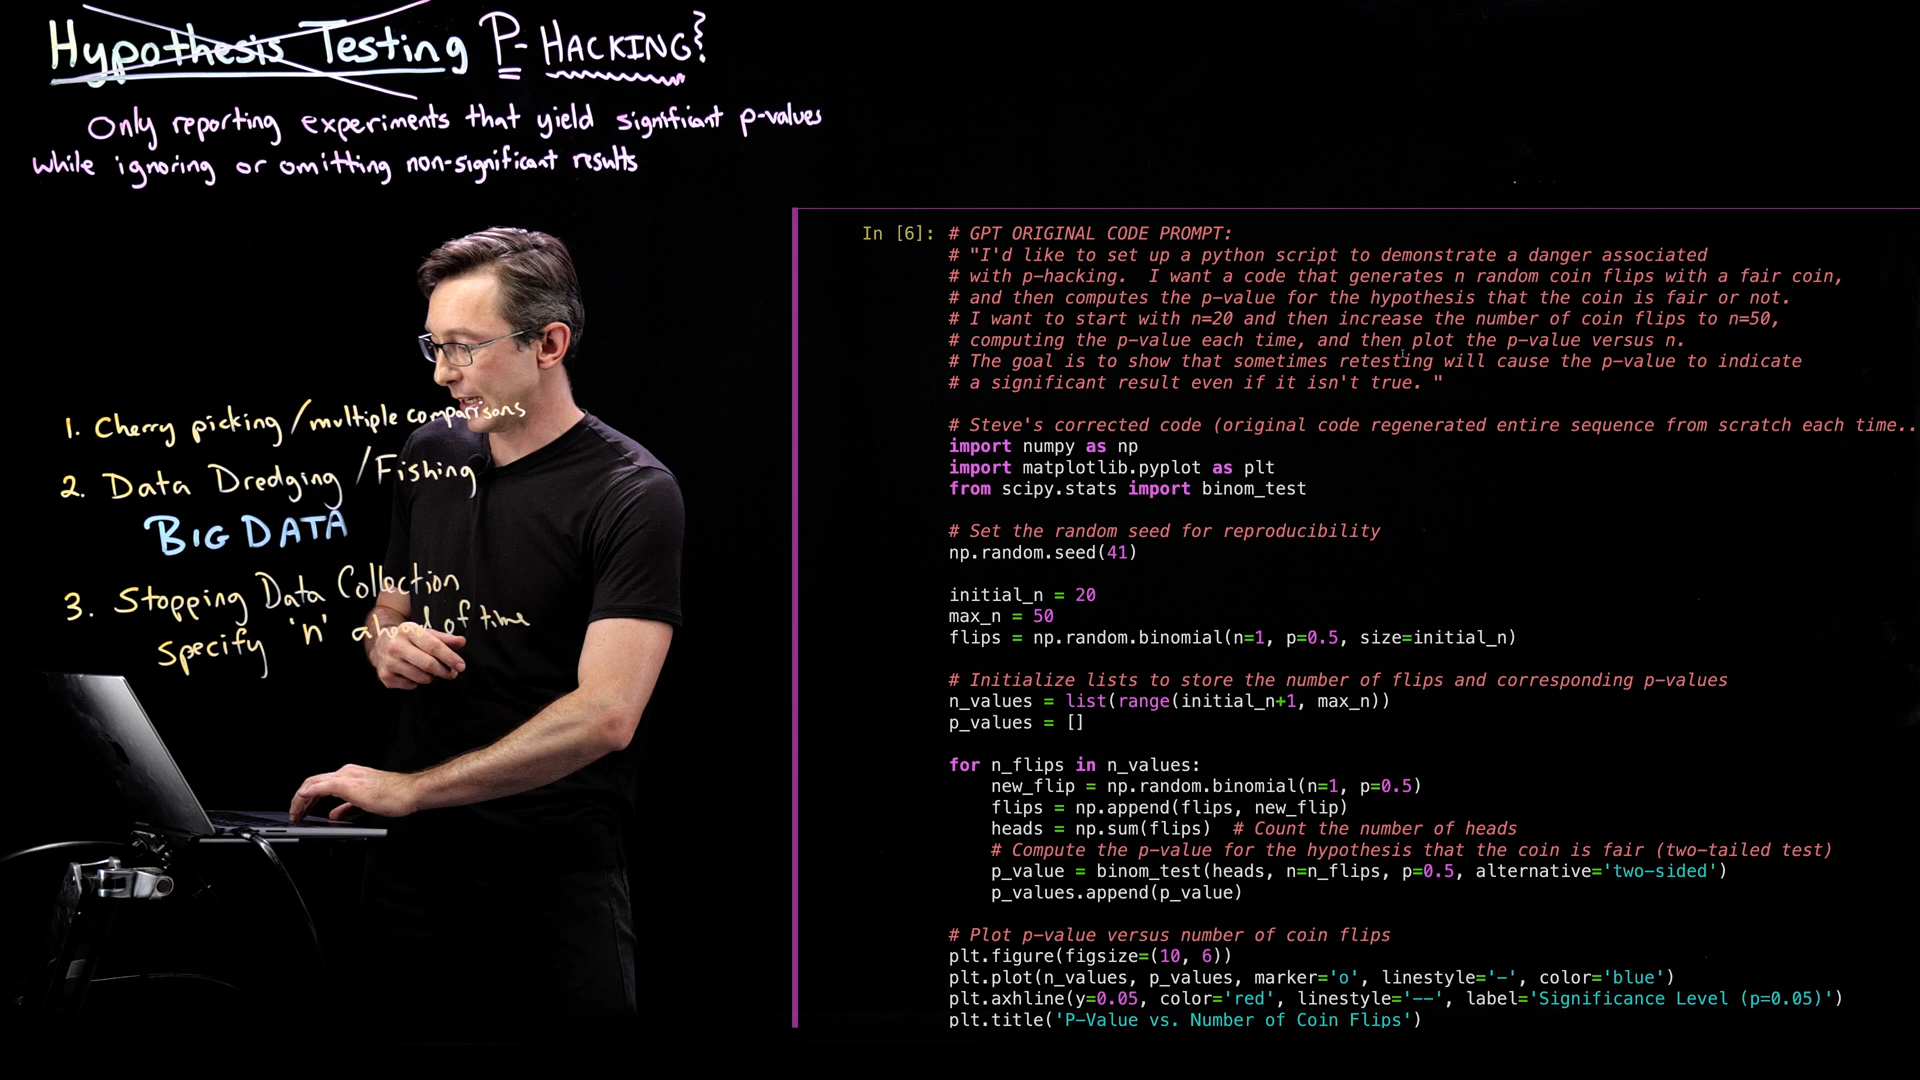 Hypothesis Testing P-HACKING
Only reporting experiments that yield significant p-values
while ignoring or omitting non-significant results
1. Cherry picking / multiple comparisons
2. Data Dredging / Fishing
BIG DATA
3. Stopping Data Collection
specify 'n' ahead of time
In [6]: # GPT ORIGINAL CODE PROMPT:
# "I'd like to set up a python script to demonstrate a danger associated
# with p-hacking.  I want a code that generates n random coin flips with a fair coin,
# and then computes the p-value for the hypothesis that the coin is fair or not.
# I want to start with n=20 and then increase the number of coin flips to n=50,
# computing the p-value each time, and then plot the p-value versus n.
# The goal is to show that sometimes retesting will cause the p-value to indicate
# a significant result even if it isn't true. "
# Steve's corrected code (original code regenerated entire sequence from scratch each time..
import numpy as np
import matplotlib.pyplot as plt
from scipy.stats import binom_test
# Set the random seed for reproducibility
np.random.seed(41)
initial_n = 20
max_n = 50
flips = np.random.binomial(n=1, p=0.5, size=initial_n)
# Initialize lists to store the number of flips and corresponding p-values
n_values = list(range(initial_n+1, max_n))
p_values = []
for n_flips in n_values:
    new_flip = np.random.binomial(n=1, p=0.5)
    flips = np.append(flips, new_flip)
    heads = np.sum(flips)  # Count the number of heads
    # Compute the p-value for the hypothesis that the coin is fair (two-tailed test)
    p_value = binom_test(heads, n=n_flips, p=0.5, alternative='two-sided')
    p_values.append(p_value)
# Plot p-value versus number of coin flips
plt.figure(figsize=(10, 6))
plt.plot(n_values, p_values, marker='o', linestyle='-', color='blue')
plt.axhline(y=0.05, color='red', linestyle='--', label='Significance Level (p=0.05)')
plt.title('P-Value vs. Number of Coin Flips')